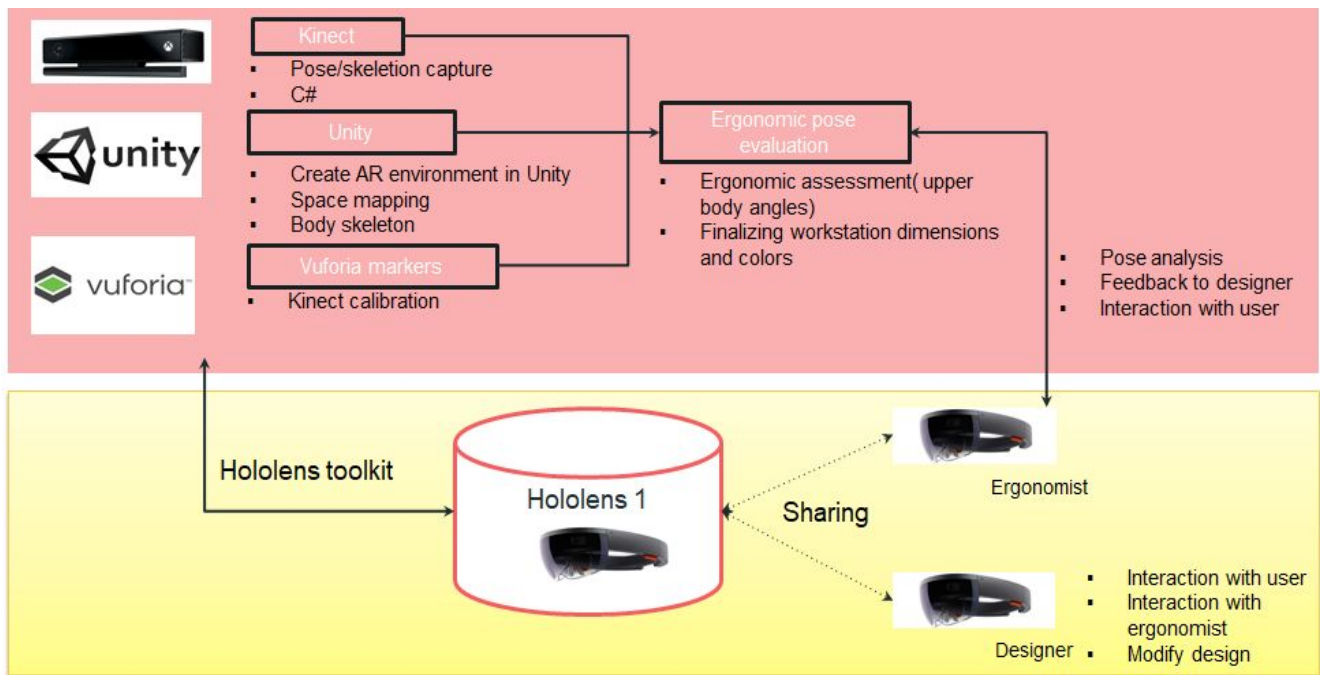 Kinect
▪ Pose/skeletion capture
▪ C#
unity
Unity
▪ Create AR environment in Unity
▪ Space mapping
▪ Body skeleton
vuforia™
Vuforia markers
▪ Kinect calibration
Ergonomic pose
evaluation
▪ Ergonomic assessment( upper
body angles)
▪ Finalizing workstation dimensions
and colors
▪ Pose analysis
▪ Feedback to designer
▪ Interaction with user
Hololens toolkit
Hololens 1
Sharing
Ergonomist
Designer
▪ Interaction with user
▪ Interaction with
ergonomist
▪ Modify design